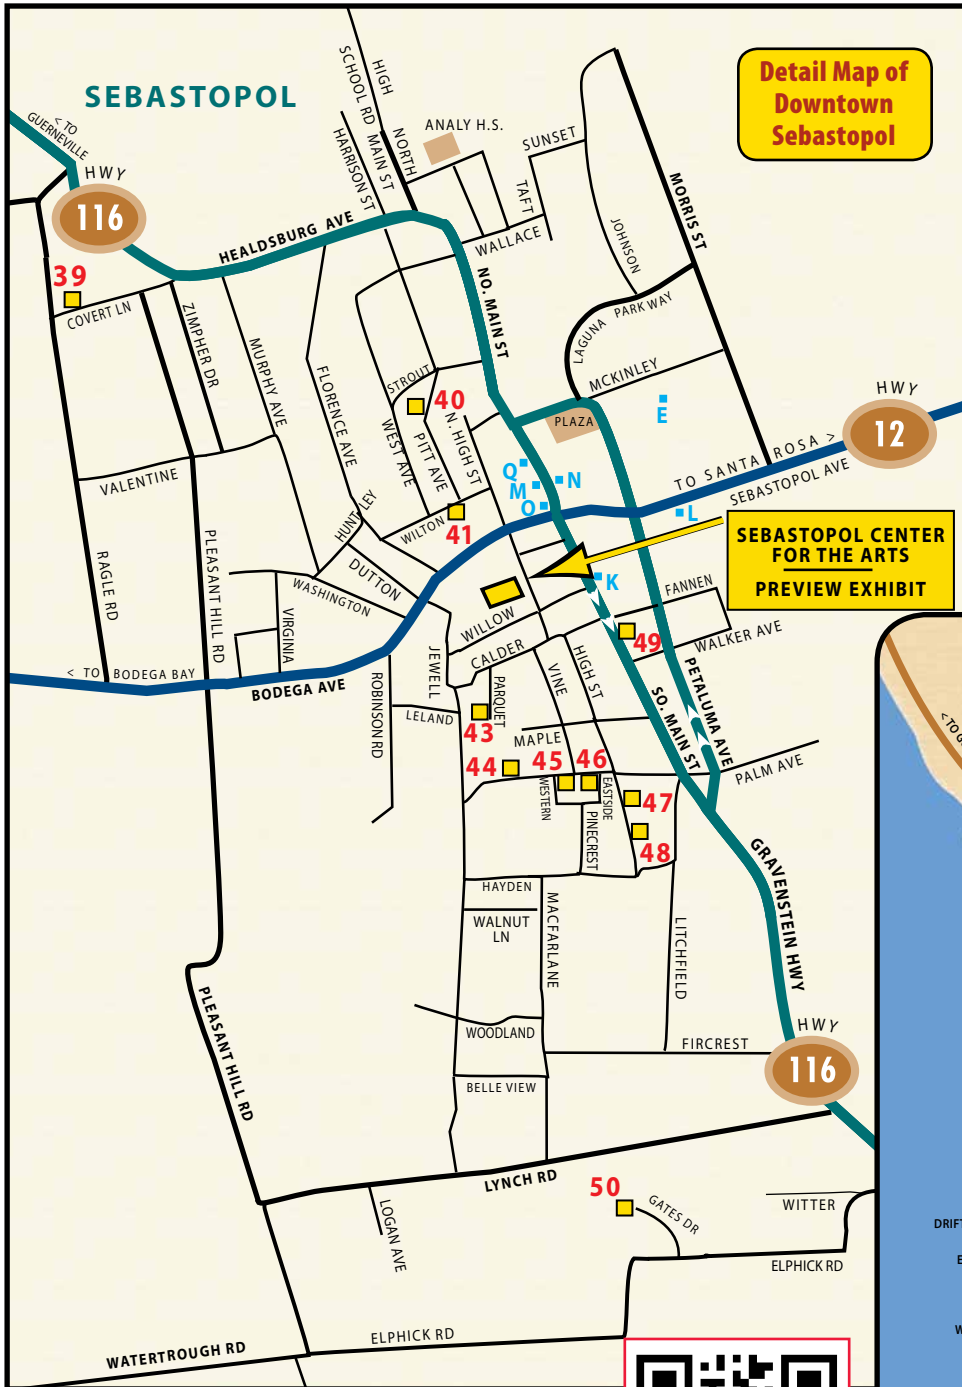 SEBASTOPOL
Detail Map of
Downtown
Sebastopol
< TO
GUERNEVILLE
HWY
116
HIGH
SCHOOL RD
NORTH
MAIN ST
HARRISON ST
ANALY H.S.
SUNSET
TAFT
WALLACE
JOHNSON
MORRIS ST
HEALDSBURG AVE
39
COVERT LN
ZIMPHER DR
MURPHY AVE
FLORENCE AVE
NO. MAIN ST
LAGUNA
PARKWAY
MCKINLEY
STROUT
40
WEST AVE
PITT AVE
N. HIGH ST
PLAZA
E
HWY
12
TO SANTA ROSA >
SEBASTOPOL AVE
Q
M
N
O
L
VALENTINE
HUNTLEY
WILTON
41
RAGLE RD
PLEASANT HILL RD
DUTTON
WASHINGTON
VIRGINIA
SEBASTOPOL CENTER
FOR THE ARTS
PREVIEW EXHIBIT
K
FANNEN
WALKER AVE
49
WILLOW
CALDER
JEWELL
VINE
HIGH ST
< TO BODEGA BAY
BODEGA AVE
ROBINSON RD
LELAND
PARQUET
43
MAPLE
44
45
46
WESTERN
EASTSIDE
PINECREST
47
48
SO. MAIN ST
PETALUMA AVE
PALM AVE
< TO G
GRAVENSTEIN HWY
HAYDEN
WALNUT
LN
MACFARLANE
LITCHFIELD
PLEASANT HILL RD
WOODLAND
FIRCREST
HWY
116
BELLE VIEW
LYNCH RD
50
GATES DR
LOGAN AVE
WITTER
DRIFT
E
ELPHICK RD
W
ELPHICK RD
WATERTROUGH RD